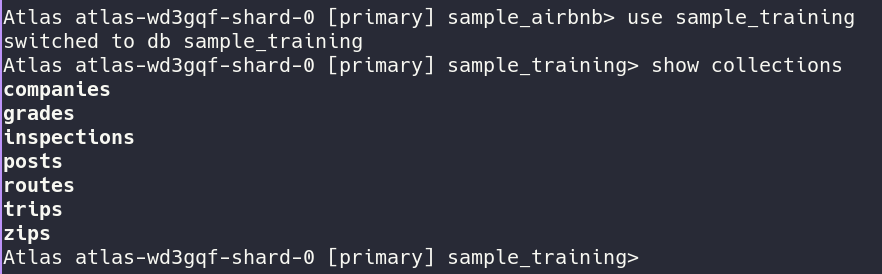 Atlas atlas-wd3gqf-shard-0 [primary] sample_airbnb> use sample_training
switched to db sample_training
Atlas atlas-wd3gqf-shard-0 [primary] sample_training> show collections
companies
grades
inspections
posts
routes
trips
zips
Atlas atlas-wd3gqf-shard-0 [primary] sample_training>